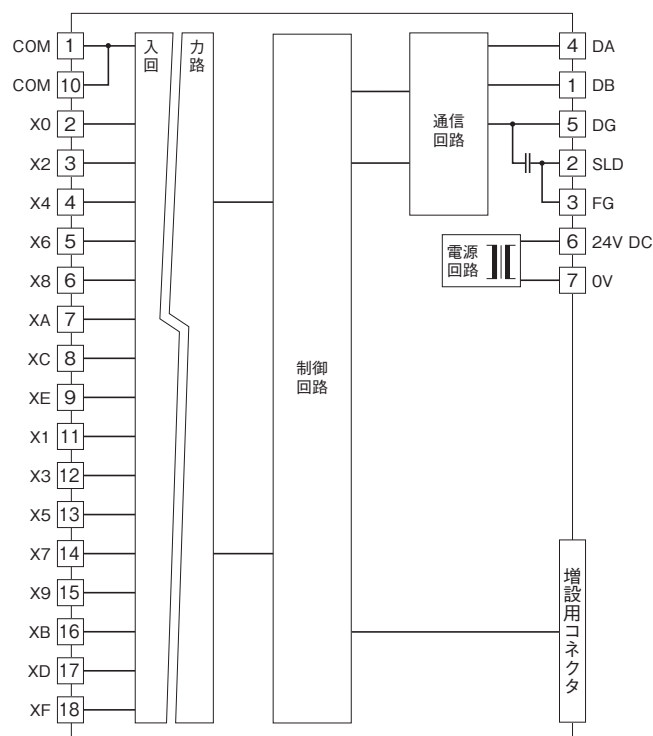 COM 1
COM 10
X0 2
X2 3
X4 4
X6 5
X8 6
XA 7
XC 8
XE 9
X1 11
X3 12
X5 13
X7 14
X9 15
XB 16
XD 17
XF 18
入力
回路
制御
回路
通信
回路
電源
回路
4 DA
1 DB
5 DG
2 SLD
3 FG
6 24V DC
7 0V
増設用コネクタ